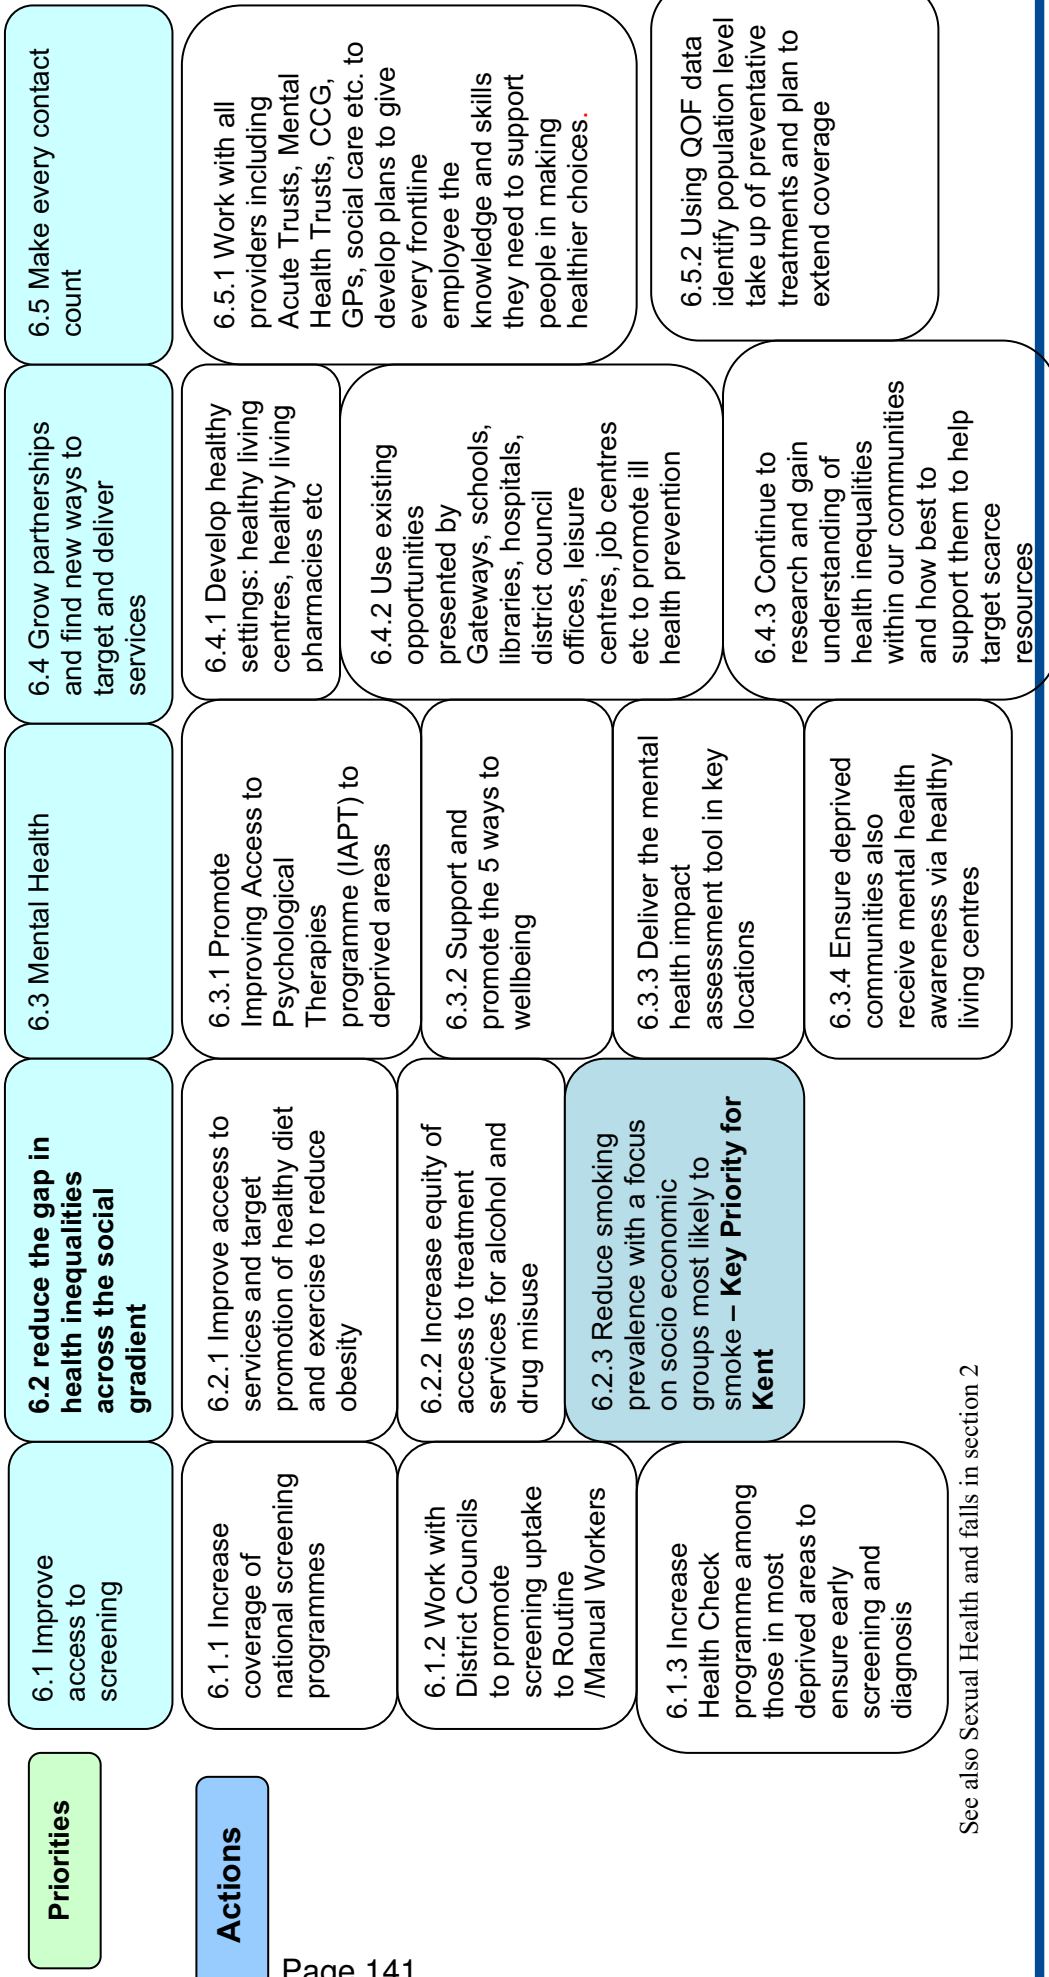 Priorities
6.1 Improve
access to
screening
6.2 reduce the gap in
health inequalities
across the social
gradient
6.3 Mental Health
6.4 Grow partnerships
and find new ways to
target and deliver
services
6.5 Make every contact
count
Actions
6.1.1 Increase
coverage of
national screening
programmes
6.1.2 Work with
District Councils
to promote
screening uptake
to Routine
/Manual Workers
6.1.3 Increase
Health Check
programme among
those in most
deprived areas to
ensure early
screening and
diagnosis
6.2.1 Improve access to
services and target
promotion of healthy diet
and exercise to reduce
obesity
6.2.2 Increase equity of
access to treatment
services for alcohol and
drug misuse
6.2.3 Reduce smoking
prevalence with a focus
on socio economic
groups most likely to
smoke – Key Priority for
Kent
6.3.1 Promote
Improving Access to
Psychological
Therapies
programme (IAPT) to
deprived areas
6.3.2 Support and
promote the 5 ways to
wellbeing
6.3.3 Deliver the mental
health impact
assessment tool in key
locations
6.3.4 Ensure deprived
communities also
receive mental health
awareness via healthy
living centres
6.4.1 Develop healthy
settings: healthy living
centres, healthy living
pharmacies etc
6.4.2 Use existing
opportunities
presented by
Gateways, schools,
libraries, hospitals,
district council
offices, leisure
centres, job centres
etc to promote ill
health prevention
6.4.3 Continue to
research and gain
understanding of
health inequalities
within our communities
and how best to
support them to help
target scarce
resources
6.5.1 Work with all
providers including
Acute Trusts, Mental
Health Trusts, CCG,
GPs, social care etc. to
develop plans to give
every frontline
employee the
knowledge and skills
they need to support
people in making
healthier choices.
6.5.2 Using QOF data
identify population level
take up of preventative
treatments and plan to
extend coverage
See also Sexual Health and falls in section 2
Page 141